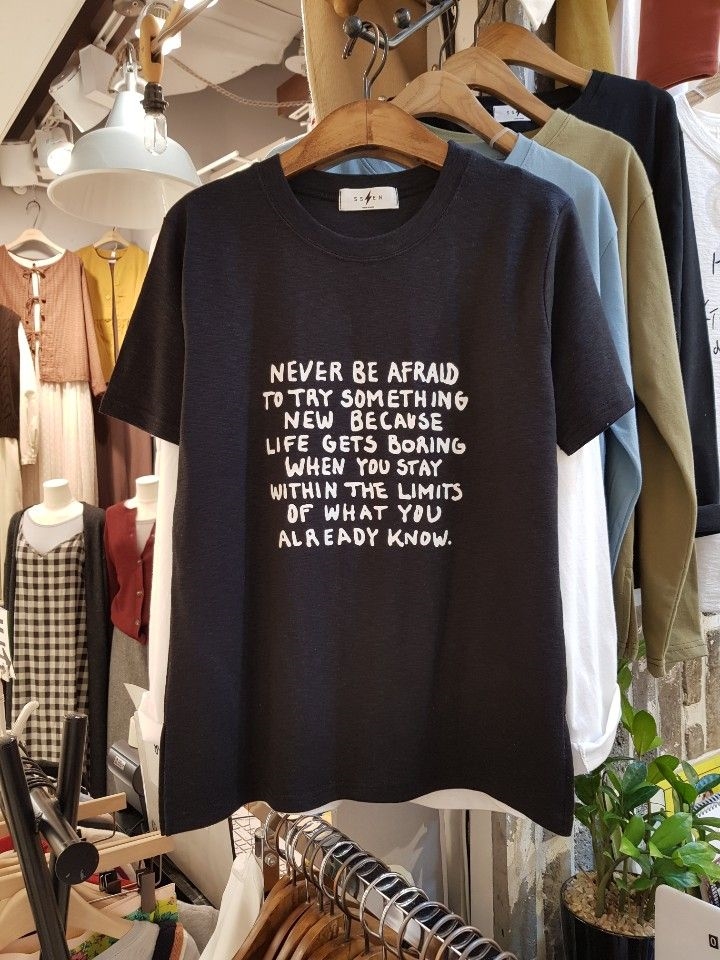 NEVER BE AFRAID
TO TRY SOMETHING
NEW BECAUSE
LIFE GETS BORING
WHEN YOU STAY
WITHIN THE LIMITS
OF WHAT YOU
ALREADY KNOW.